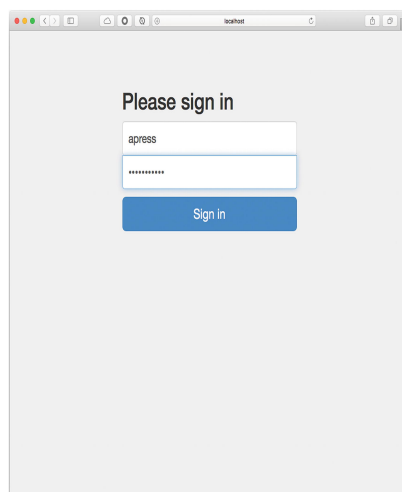 localhost
Please sign in
apress
•••••••••••
Sign in